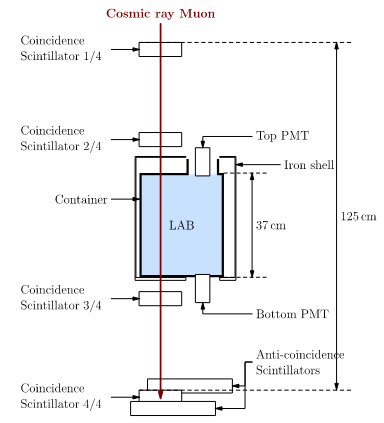 Cosmic ray Muon
Coincidence
Scintillator 1/4
Coincidence
Scintillator 2/4
Top PMT
Iron shell
Container
LAB
37 cm
125 cm
Coincidence
Scintillator 3/4
Bottom PMT
Anti-coincidence
Scintillators
Coincidence
Scintillator 4/4